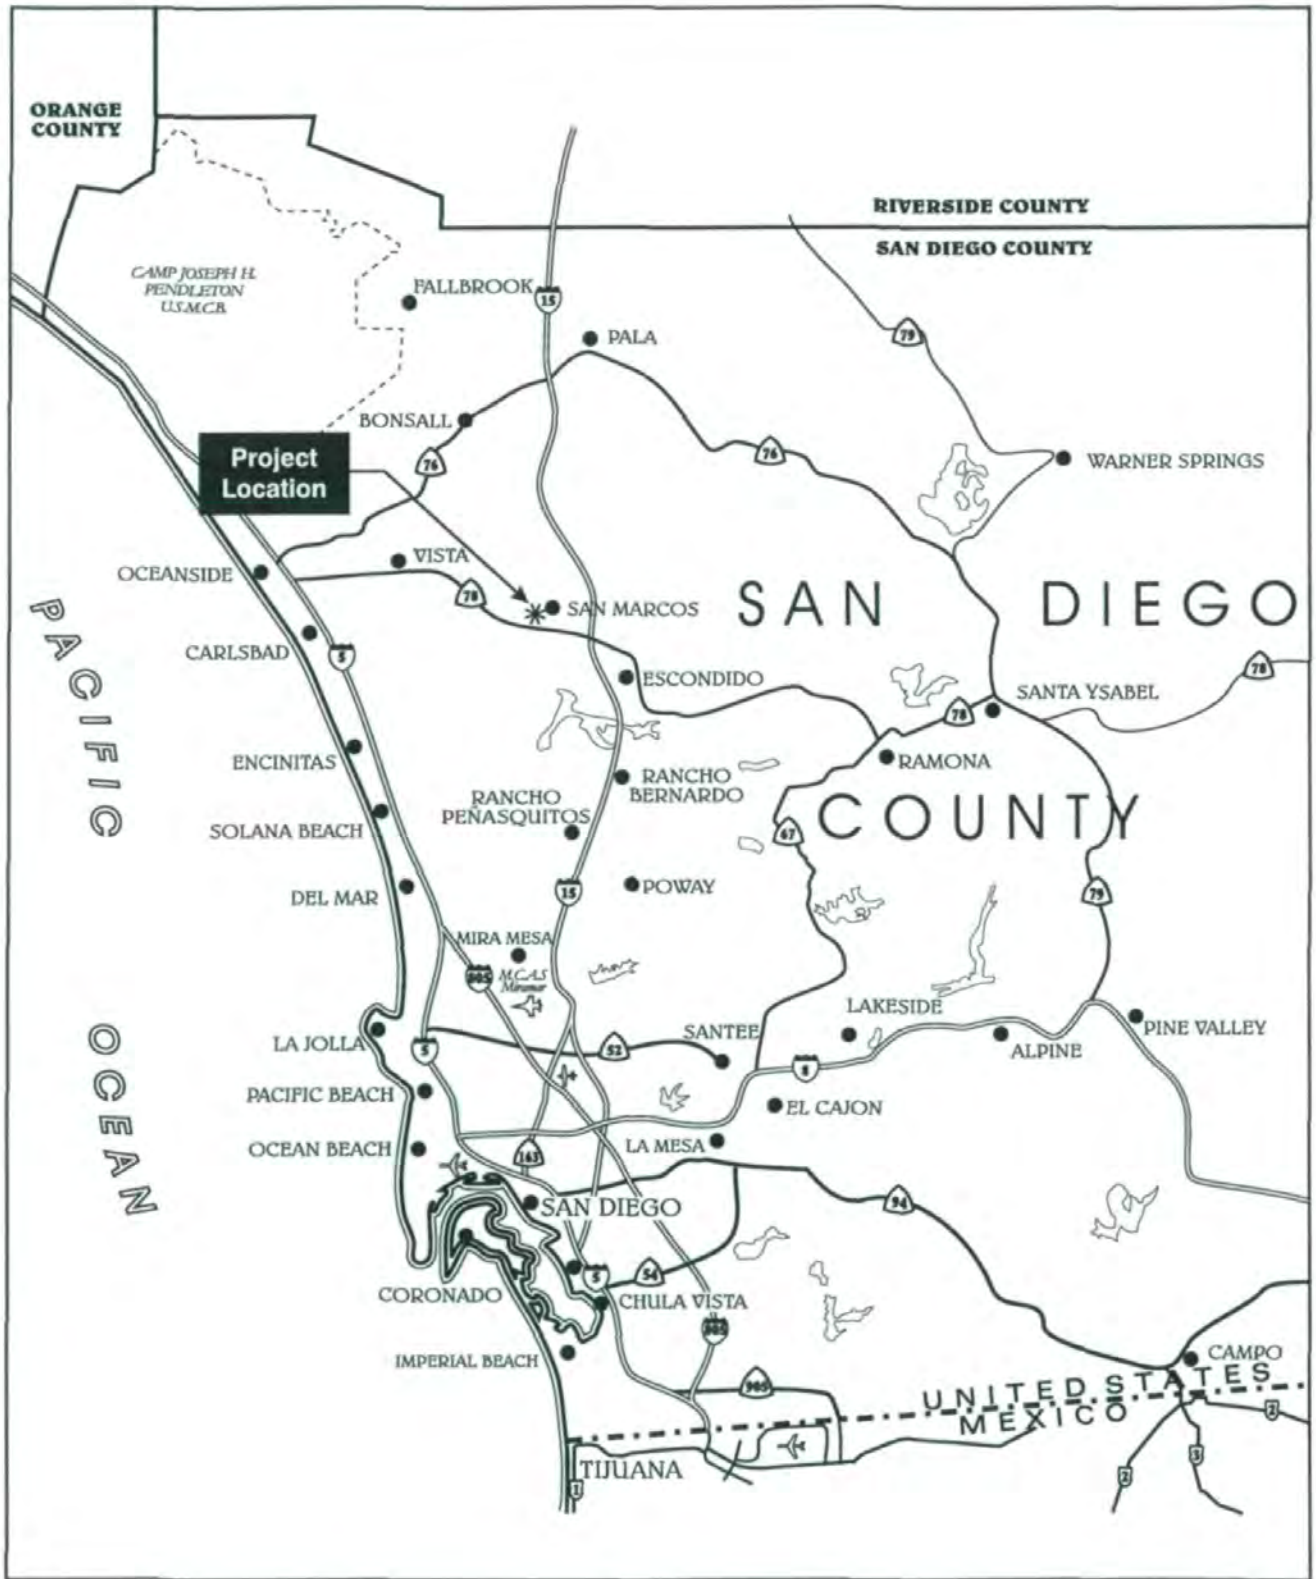 ORANGE
COUNTY
RIVERSIDE COUNTY
SAN DIEGO COUNTY
CAMP JOSEPH H.
PENDLETON
U.S.M.C.B.
FALLBROOK
15
PALA
79
BONSALL
76
76
WARNER SPRINGS
Project
Location
OCEANSIDE
VISTA
78
SAN MARCOS
SAN DIEGO
COUNTY
CARLSBAD
5
ESCONDIDO
78
SANTA YSABEL
78
PACIFIC
OCEAN
ENCINITAS
RAMONA
RANCHO
BERNARDO
RANCHO
PEÑASQUITOS
SOLANA BEACH
67
DEL MAR
15
POWAY
79
MIRA MESA
805
M.C.A.S
Miramar
LAKESIDE
PINE VALLEY
LA JOLLA
5
52
SANTEE
ALPINE
8
PACIFIC BEACH
EL CAJON
OCEAN BEACH
163
LA MESA
SAN DIEGO
94
CORONADO
5
54
CHULA VISTA
805
IMPERIAL BEACH
905
CAMPO
UNITED STATES
MEXICO
2
TIJUANA
1
2
3